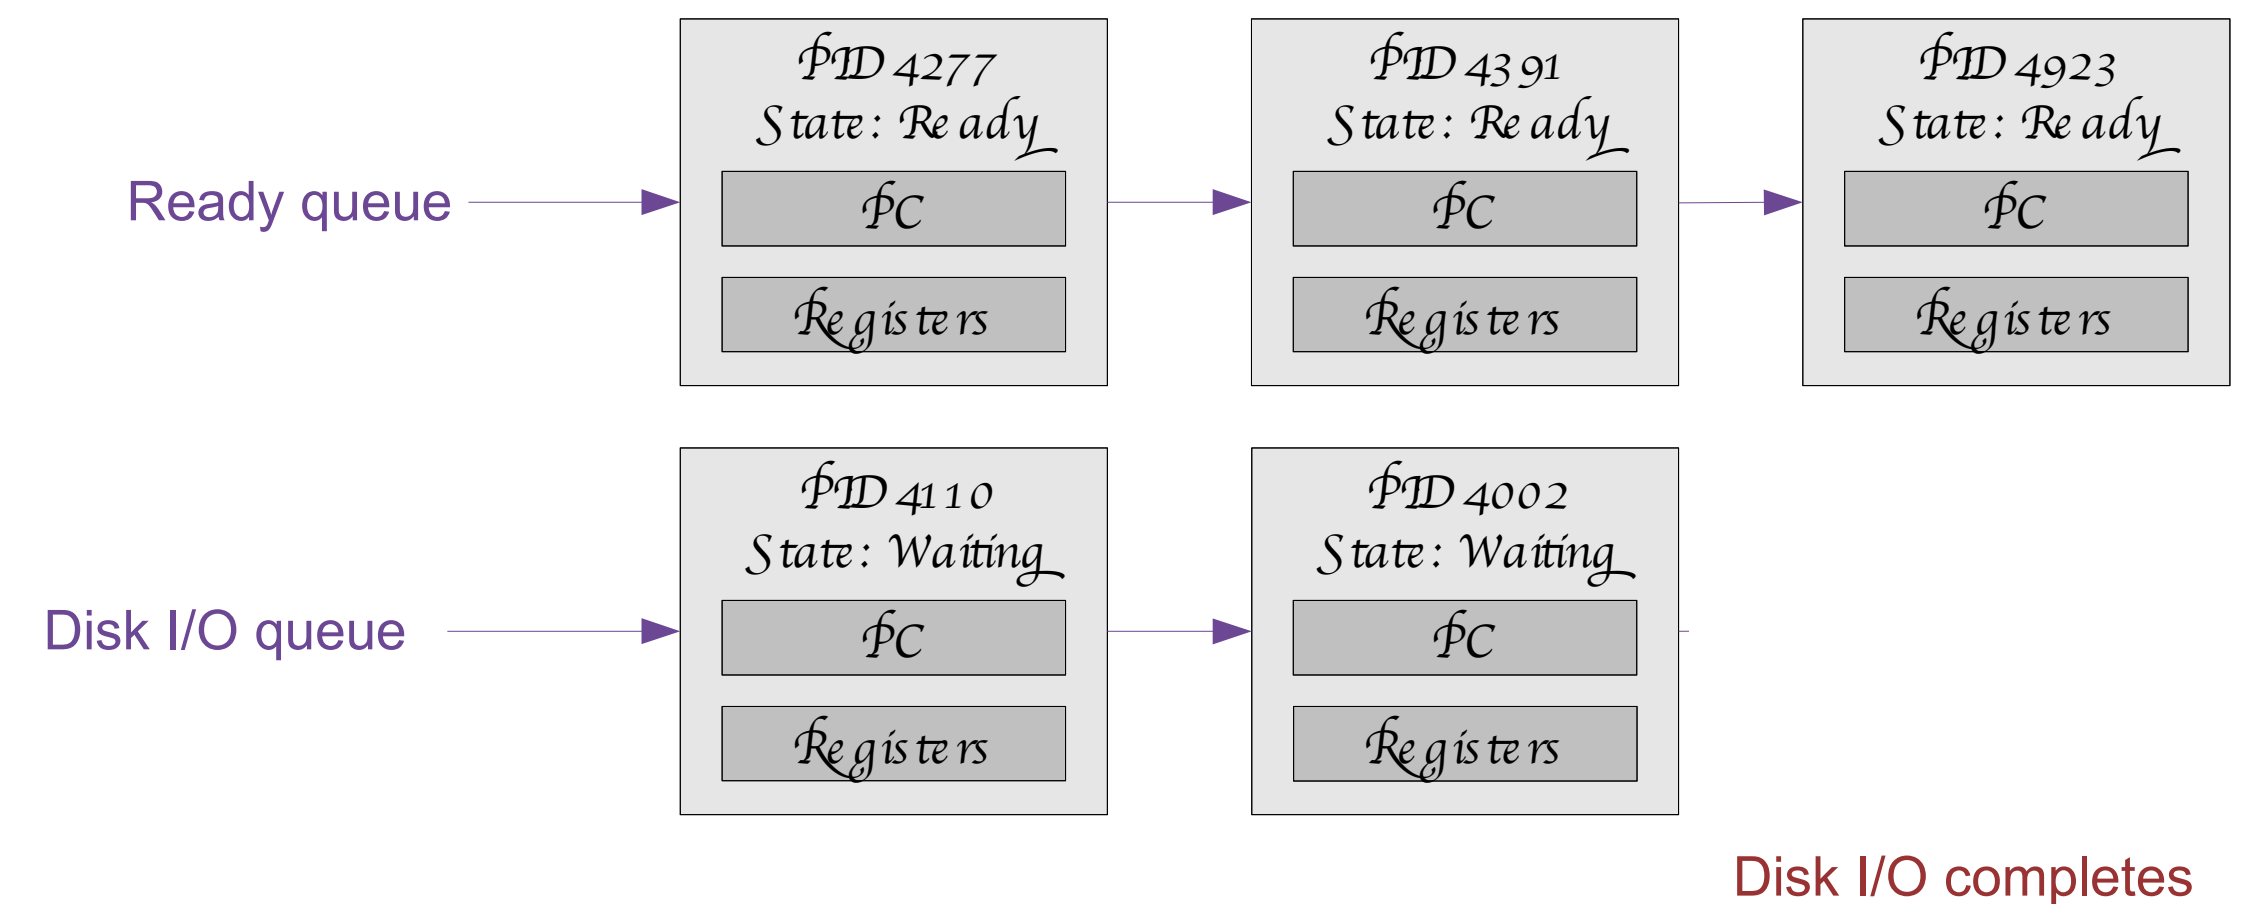 Ready queue
PID 4277
State: Ready
PC
Registers
PID 4391
State: Ready
PC
Registers
PID 4923
State: Ready
PC
Registers
Disk I/O queue
PID 4110
State: Waiting
PC
Registers
PID 4002
State: Waiting
PC
Registers
Disk I/O completes